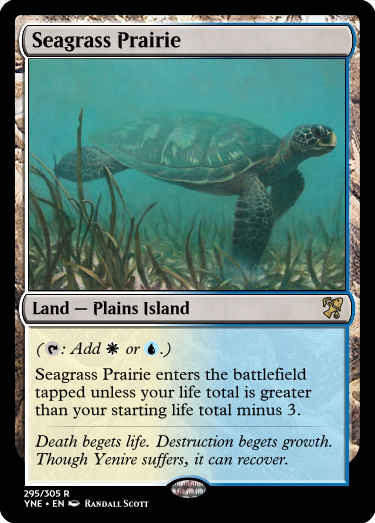 Seagrass Prairie
Land — Plains Island
(T: Add W or U.)
Seagrass Prairie enters the battlefield
tapped unless your life total is greater
than your starting life total minus 3.
Death begets life. Destruction begets growth.
Though Yenire suffers, it can recover.
295/305 R
YNE • EN Randall Scott